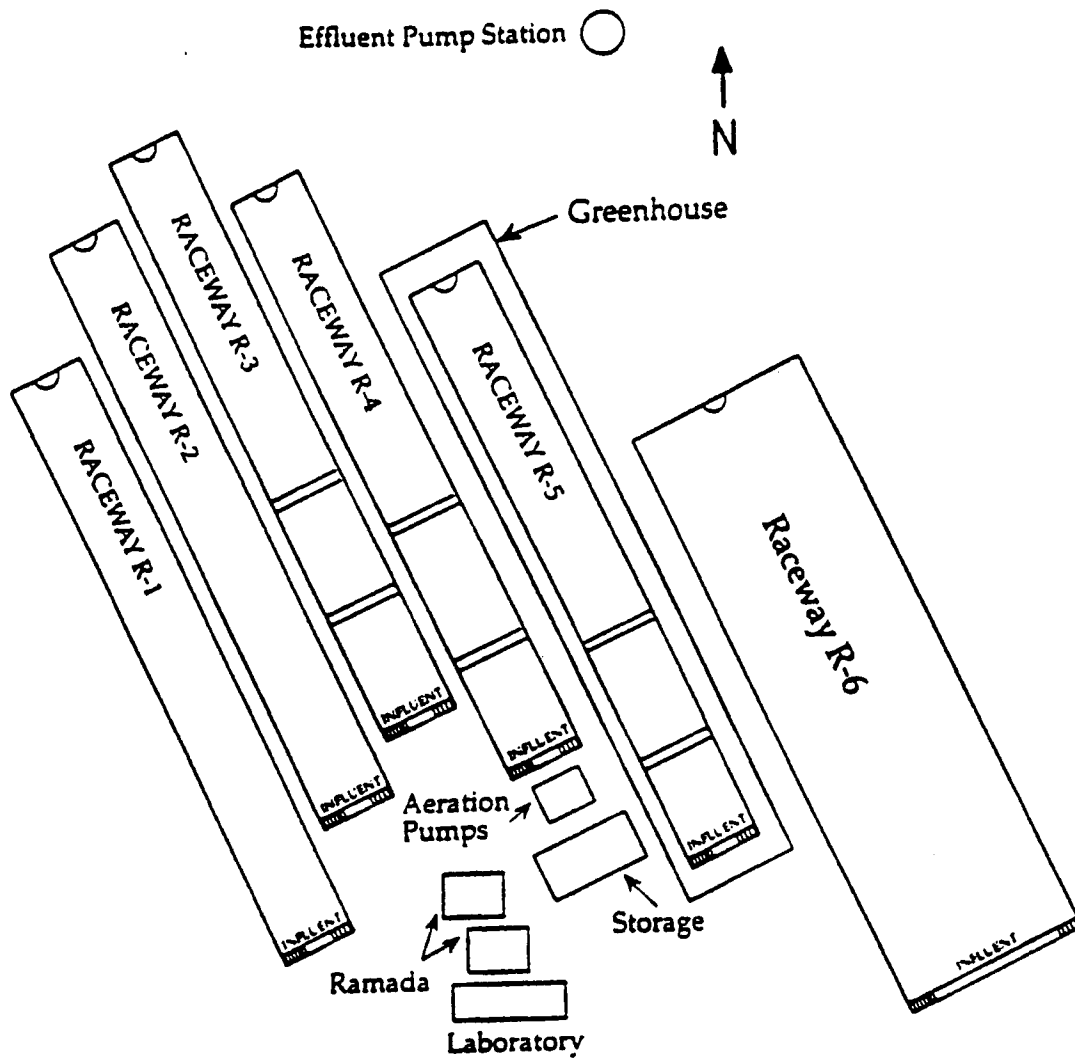 Effluent Pump Station
N
Greenhouse
RACEWAY R-3
RACEWAY R-4
RACEWAY R-2
RACEWAY R-5
RACEWAY R-1
Raceway R-6
INFLUENT
INFLUENT
INFLUENT
INFLUENT
INFLUENT
INFLUENT
Aeration
Pumps
Storage
Ramada
Laboratory